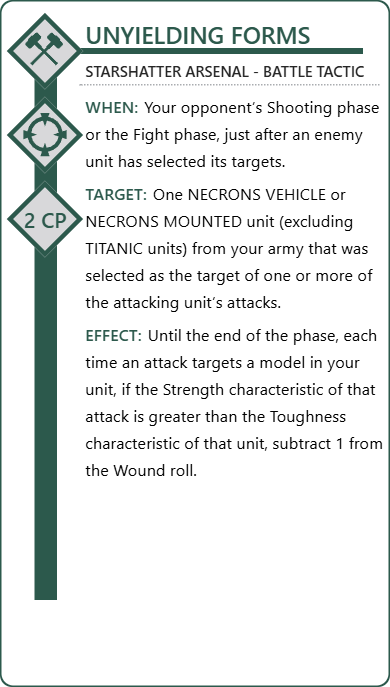 UNYIELDING FORMS
STARSHATTER ARSENAL - BATTLE TACTIC
WHEN: Your opponent's Shooting phase
or the Fight phase, just after an enemy
unit has selected its targets.
2 CP
TARGET: One NECRONS VEHICLE or
NECRONS MOUNTED unit (excluding
TITANIC units) from your army that was
selected as the target of one or more of
the attacking unit's attacks.
EFFECT: Until the end of the phase, each
time an attack targets a model in your
unit, if the Strength characteristic of that
attack is greater than the Toughness
characteristic of that unit, subtract 1 from
the Wound roll.